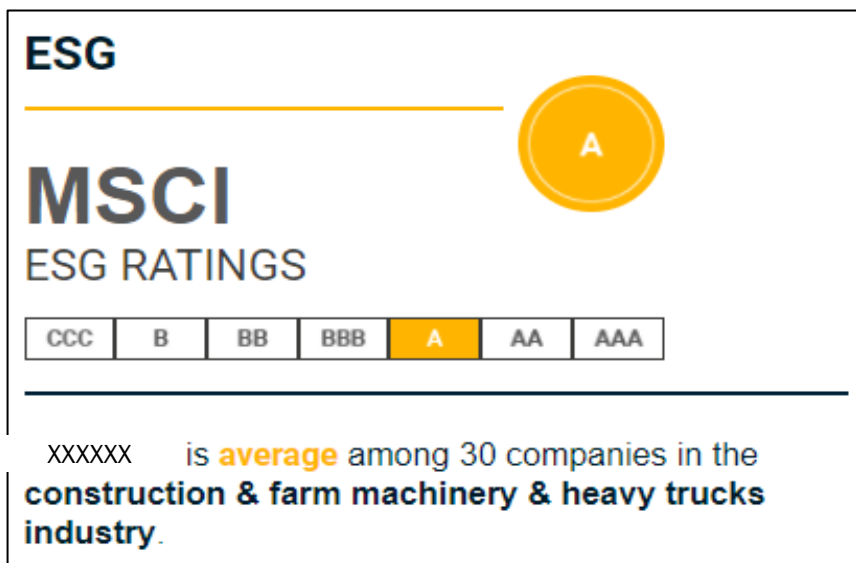 ESG
A
MSCI
ESG RATINGS
CCC B BB BBB A AA AAA
XXXXXX is average among 30 companies in the
construction & farm machinery & heavy trucks
industry.